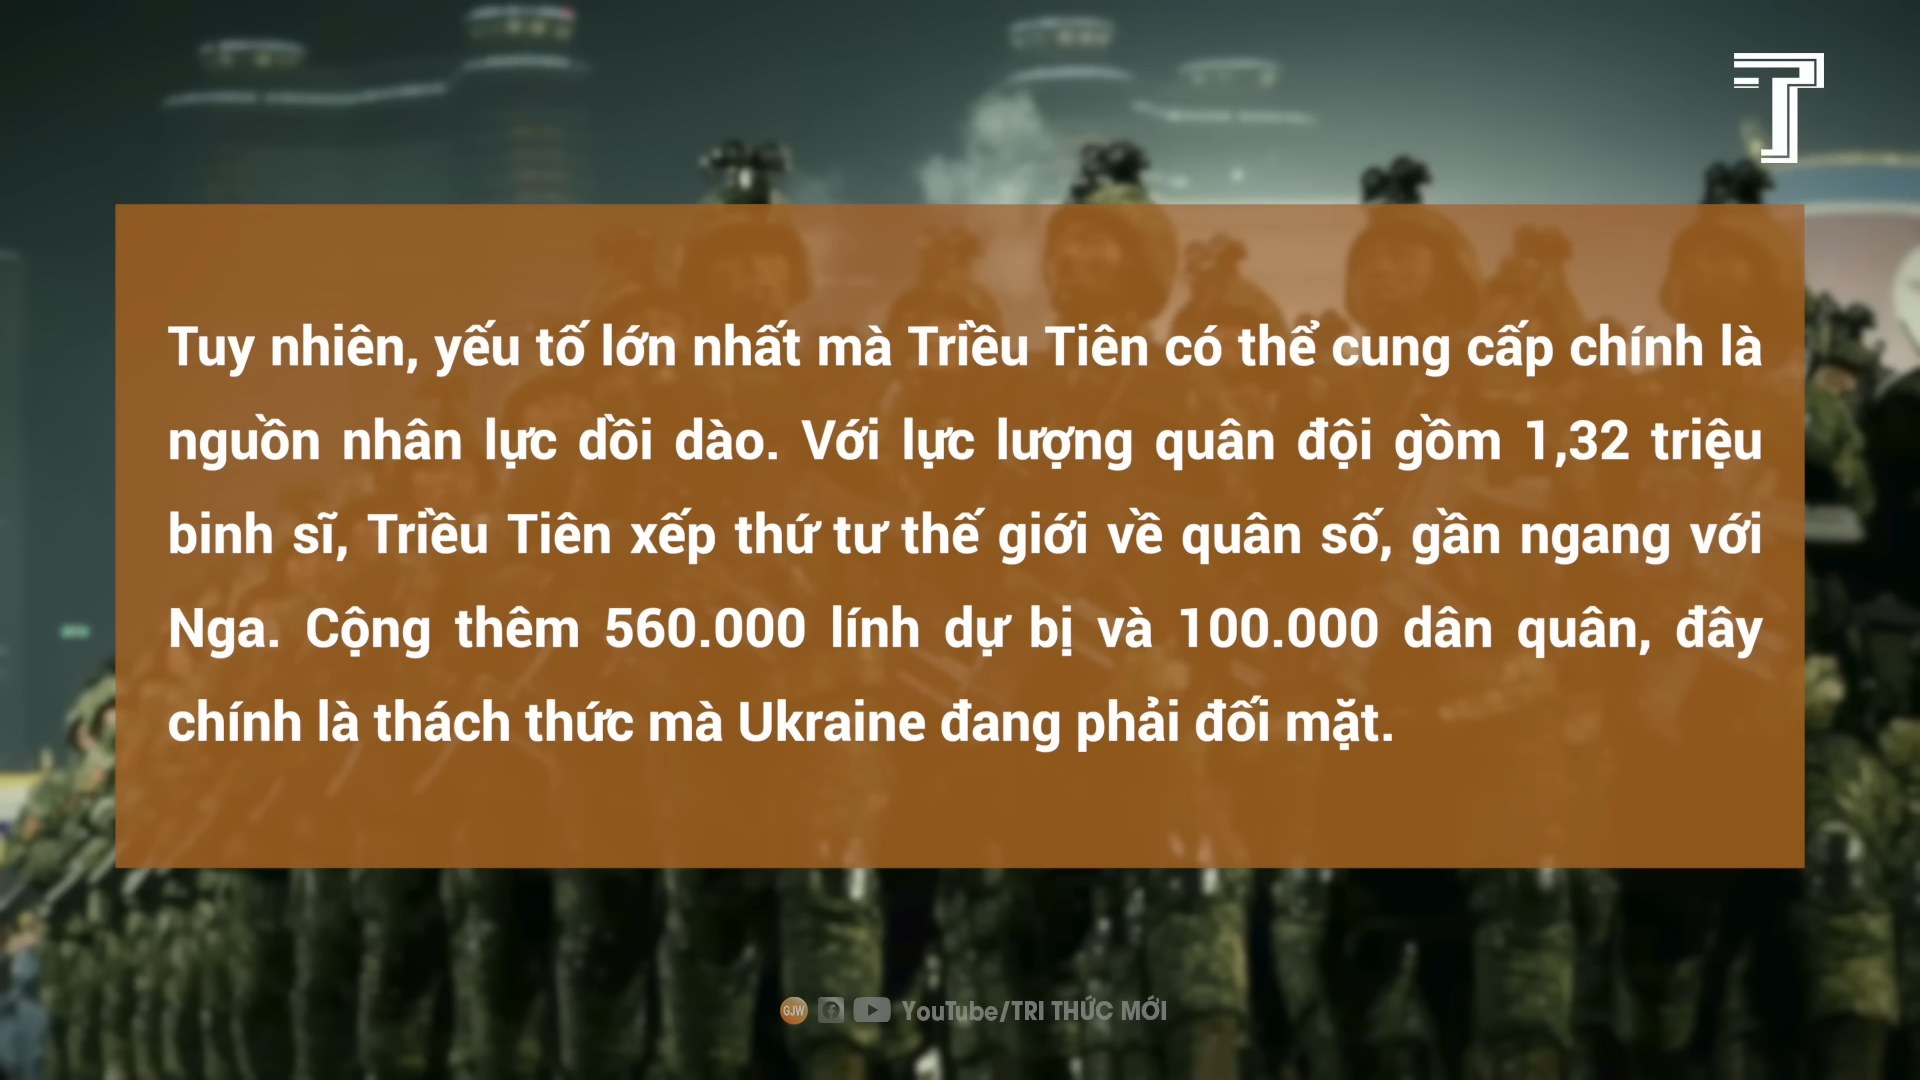 Tuy nhiên, yếu tố lớn nhất mà Triều Tiên có thể cung cấp chính là
nguồn nhân lực dồi dào. Với lực lượng quân đội gồm 1,32 triệu
binh sĩ, Triều Tiên xếp thứ tư thế giới về quân số, gần ngang với
Nga. Cộng thêm 560.000 lính dự bị và 100.000 dân quân, đây
chính là thách thức mà Ukraine đang phải đối mặt.
GJW YouTube/TRI THỨC MỚI